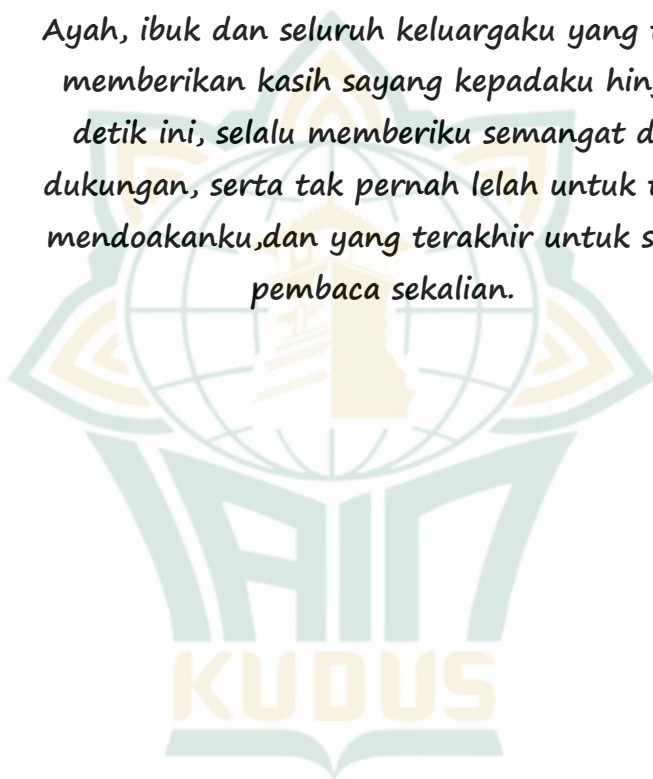 Ayah, ibuk dan seluruh keluargaku yang
memberikan kasih sayang kepadaku
detik ini, selalu memberiku semangat
dukungan, serta tak pernah lelah untuk
mendoakanku,dan yang terakhir untuk
pembaca sekalian.
IAIN
KUDUS